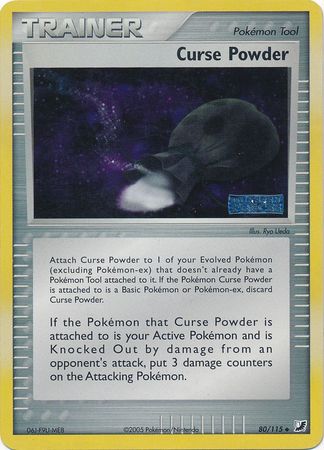 TRAINER
Pokémon Tool
Curse Powder
Illus. Ryo Ueda
Attach Curse Powder to 1 of your Evolved Pokémon
(excluding Pokémon-ex) that doesn't already have a
Pokémon Tool attached to it. If the Pokémon Curse Powder
is attached to is a Basic Pokémon or Pokémon-ex, discard
Curse Powder.
If the Pokémon that Curse Powder is
attached to is your Active Pokémon and is
Knocked Out by damage from an
opponent's attack, put 3 damage counters
on the Attacking Pokémon.
06J-F9U-ME8
©2005 Pokémon/Nintendo
80/115